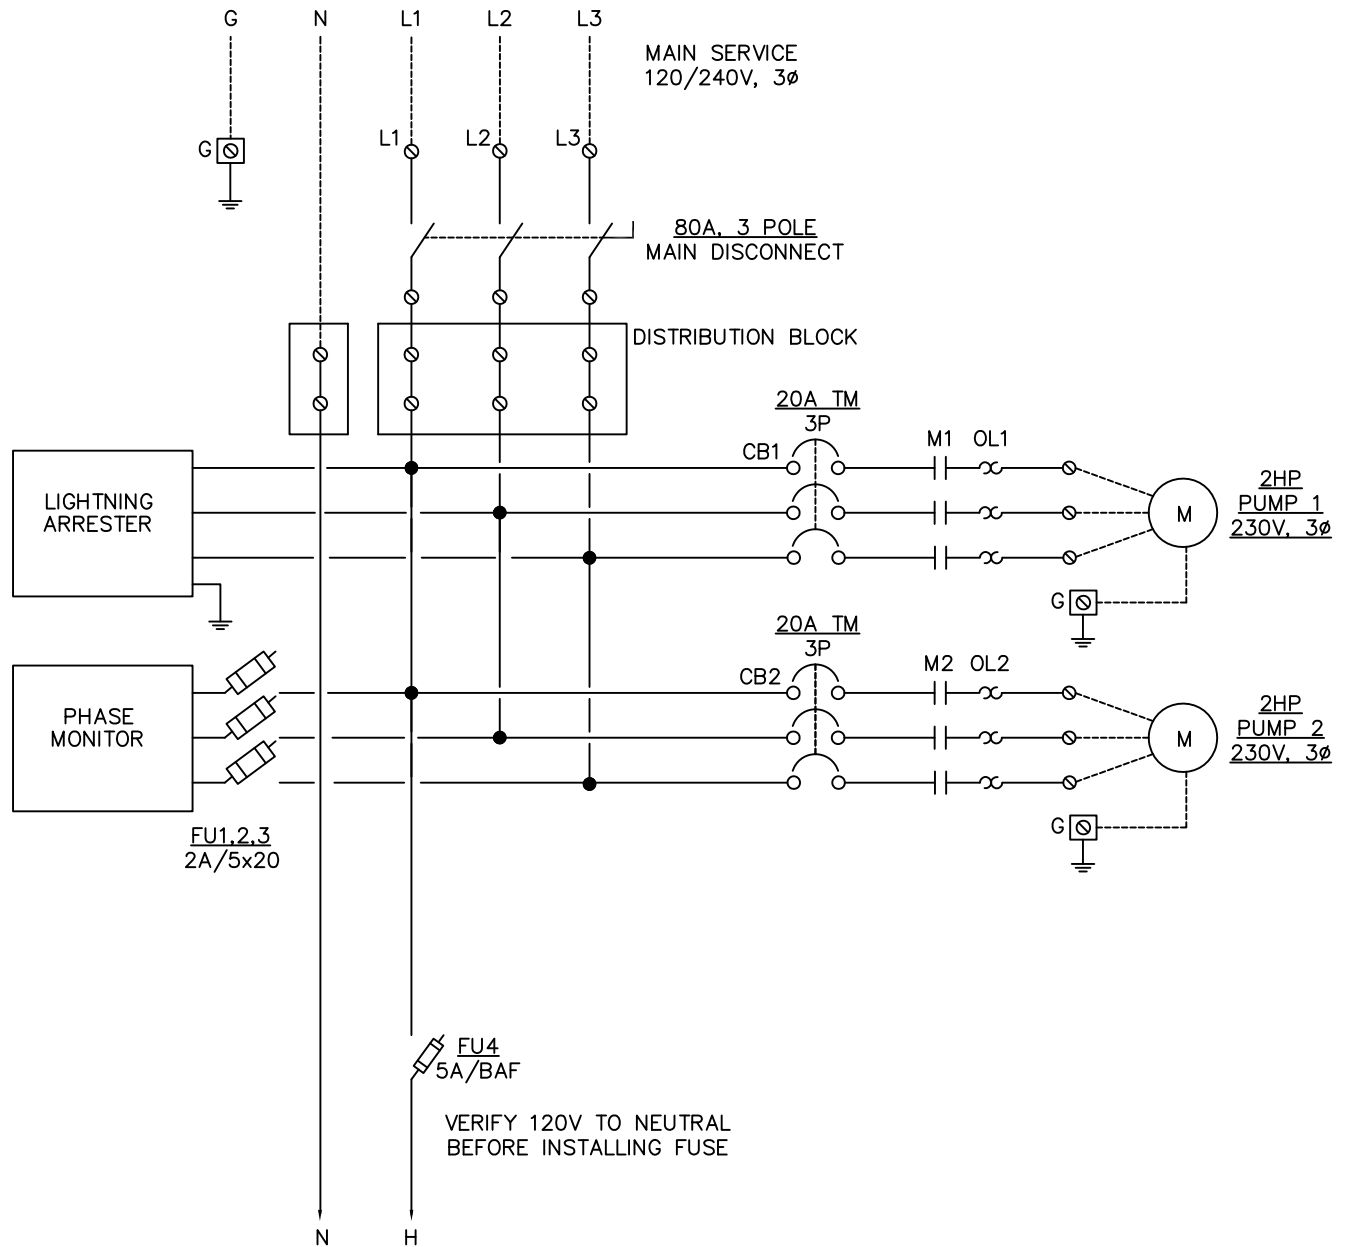 G N L1 L2 L3
MAIN SERVICE
120/240V, 3ø
G L1 L2 L3
80A, 3 POLE
MAIN DISCONNECT
DISTRIBUTION BLOCK
20A TM
3P
CB1 M1 OL1
LIGHTNING
ARRESTER
2HP
PUMP 1
230V, 3ø
M
G
20A TM
3P
CB2 M2 OL2
PHASE
MONITOR
2HP
PUMP 2
230V, 3ø
M
G
FU1,2,3
2A/5x20
FU4
5A/BAF
VERIFY 120V TO NEUTRAL
BEFORE INSTALLING FUSE
N H